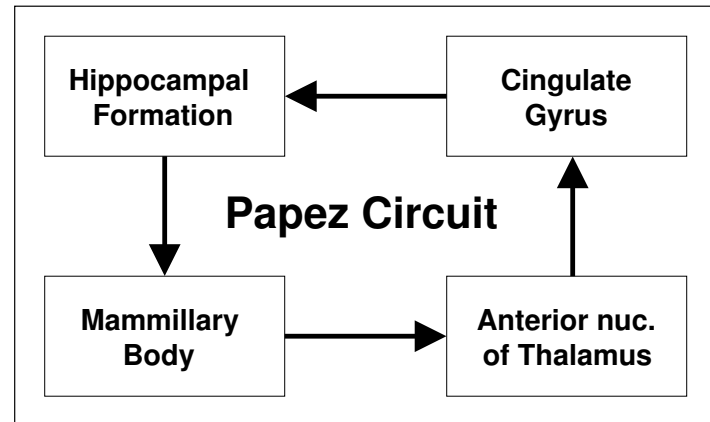 Hippocampal
Formation
Cingulate
Gyrus
Papez Circuit
Mammillary
Body
Anterior nuc.
of Thalamus